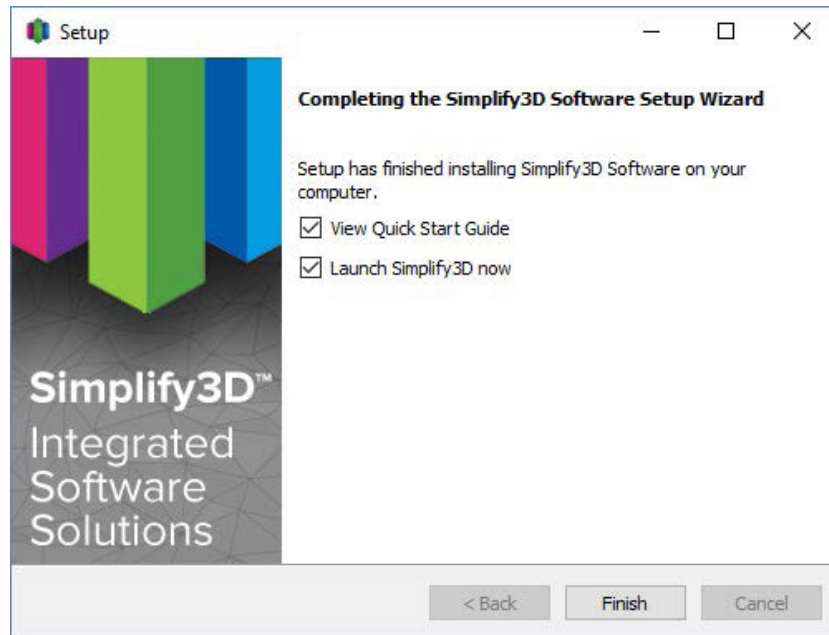 Setup
Completing the Simplify3D Software Setup Wizard
Setup has finished installing Simplify3D Software on your
computer.
View Quick Start Guide
Launch Simplify3D now
Simplify3D™
Integrated
Software
Solutions
< Back
Finish
Cancel